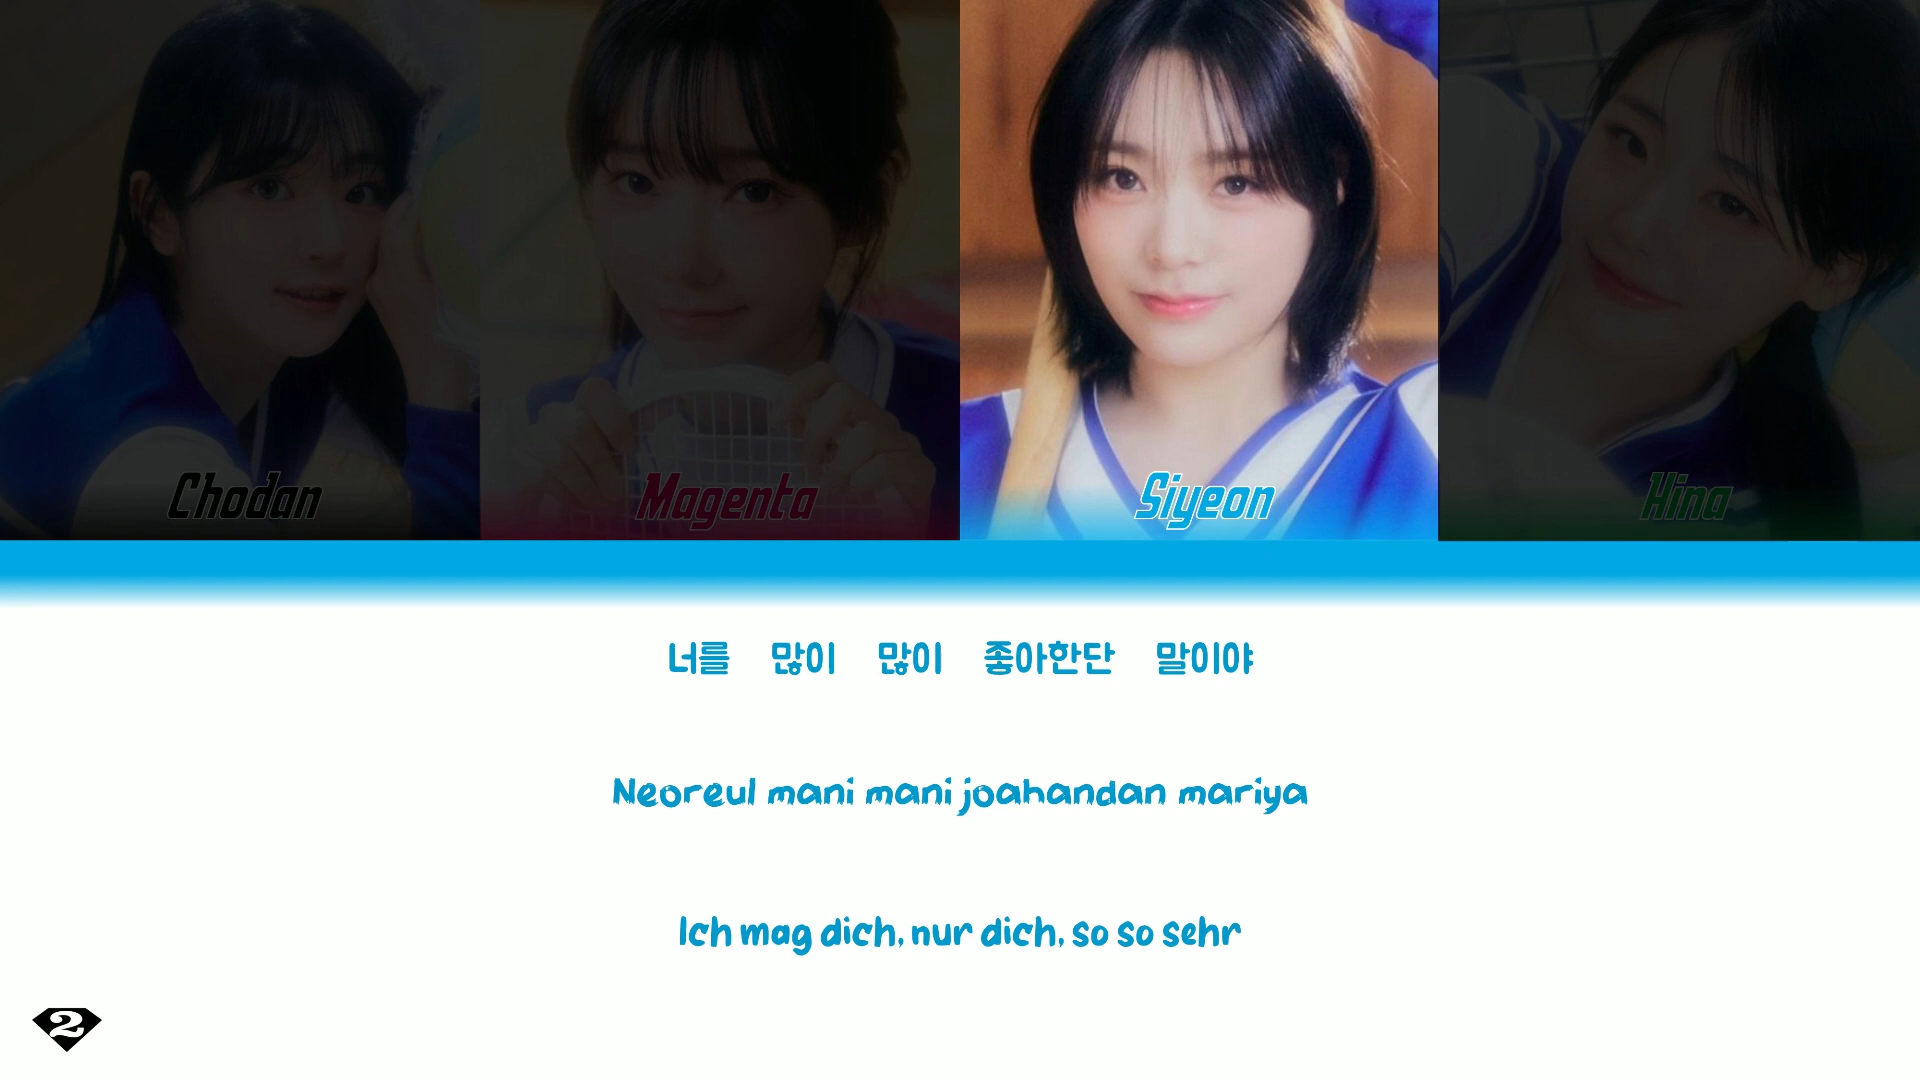 Chodan
Magenta
Siyeon
Hina
너를 많이 많이 좋아한단 말이야
Neoreul mani mani joahandan mariya
Ich mag dich, nur dich, so so sehr
2